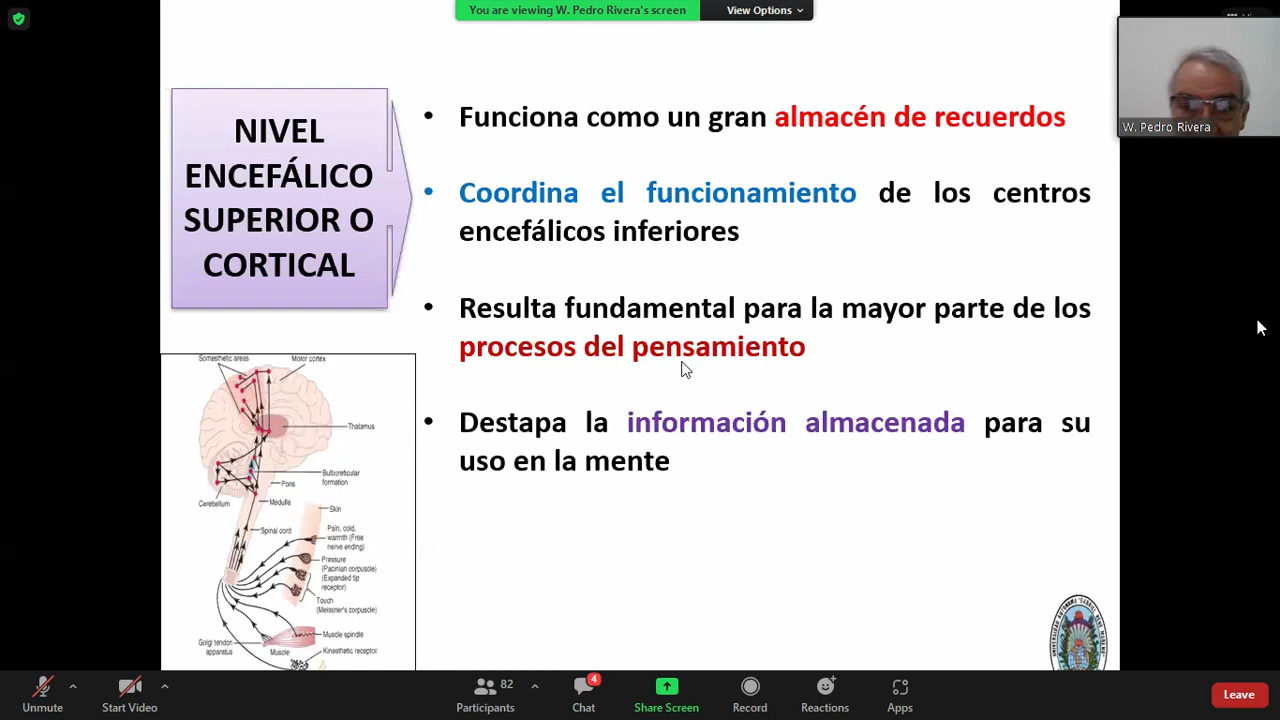 You are viewing W. Pedro Rivera's screen
View Options
W. Pedro Rivera
NIVEL
ENCEFÁLICO
SUPERIOR O
CORTICAL
• Funciona como un gran almacén de recuerdos
• Coordina el funcionamiento de los centros
encefálicos inferiores
• Resulta fundamental para la mayor parte de los
procesos del pensamiento
• Destapa la información almacenada para su
uso en la mente
Somesthetic areas
Motor cortex
Thalamus
Bulboreticular
formation
Pons
Cerebellum
Medulla
Skin
Spinal cord
Pain, cold,
warmth (Free
nerve ending)
Pressure
(Pacinian corpuscle)
(Expanded tip
receptor)
Touch
(Meissner's corpuscle)
Muscle spindle
Golgi tendon
apparatus
Muscle
Kinesthetic receptor
Unmute
Start Video
82
Participants
4
Chat
Share Screen
Record
Reactions
Apps
Leave